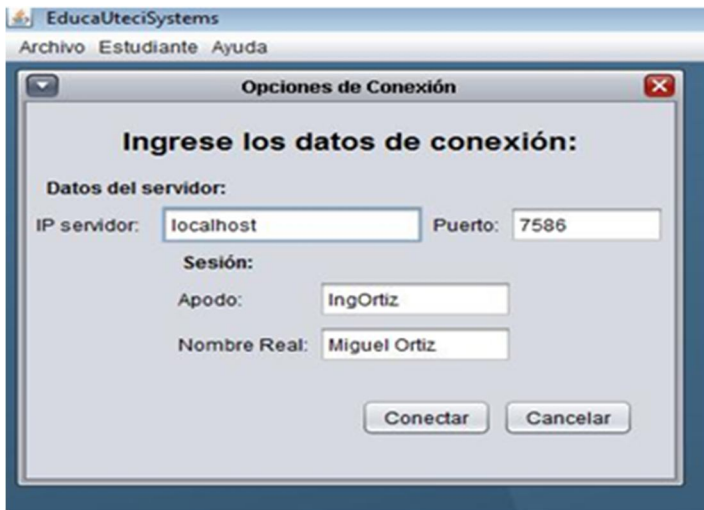 EducaUteciSystems
Archivo Estudiante Ayuda
Opciones de Conexión
Ingrese los datos de conexión:
Datos del servidor:
IP servidor: localhost Puerto: 7586
Sesión:
Apodo: IngOrtiz
Nombre Real: Miguel Ortiz
Conectar Cancelar